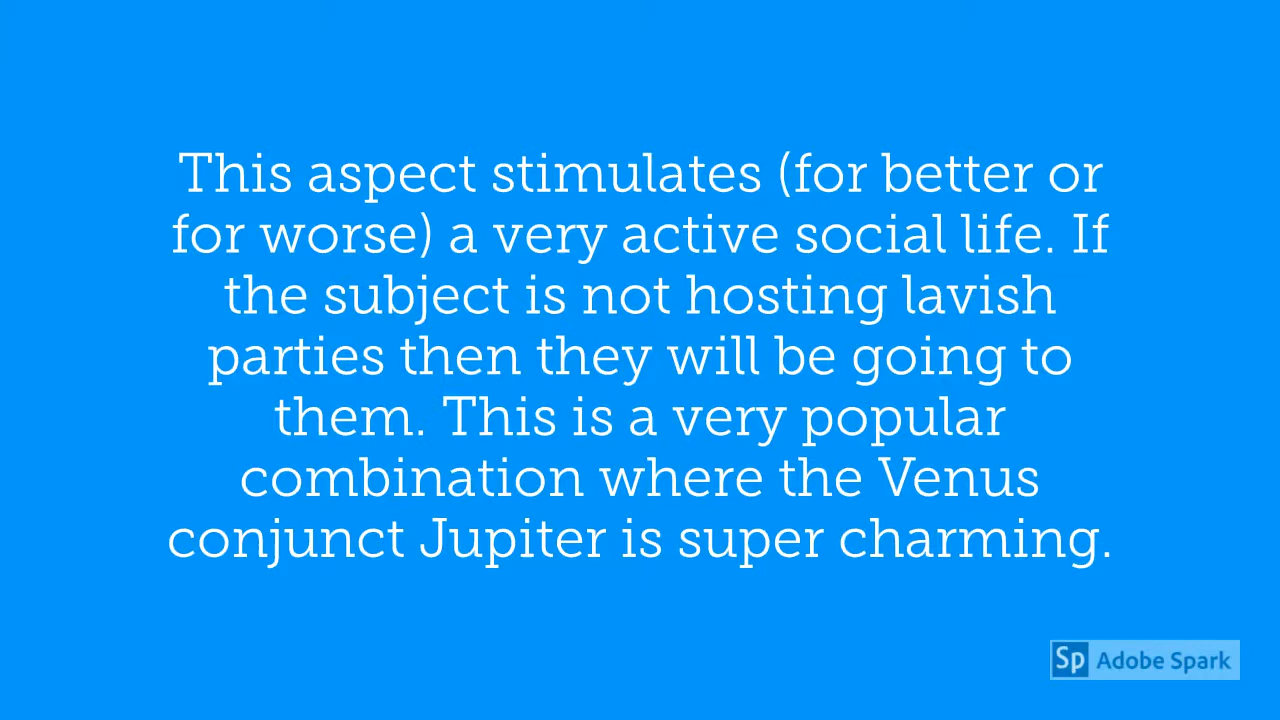 This aspect stimulates (for better or
for worse) a very active social life. If
the subject is not hosting lavish
parties then they will be going to
them. This is a very popular
combination where the Venus
conjunct Jupiter is super charming.
Sp Adobe Spark